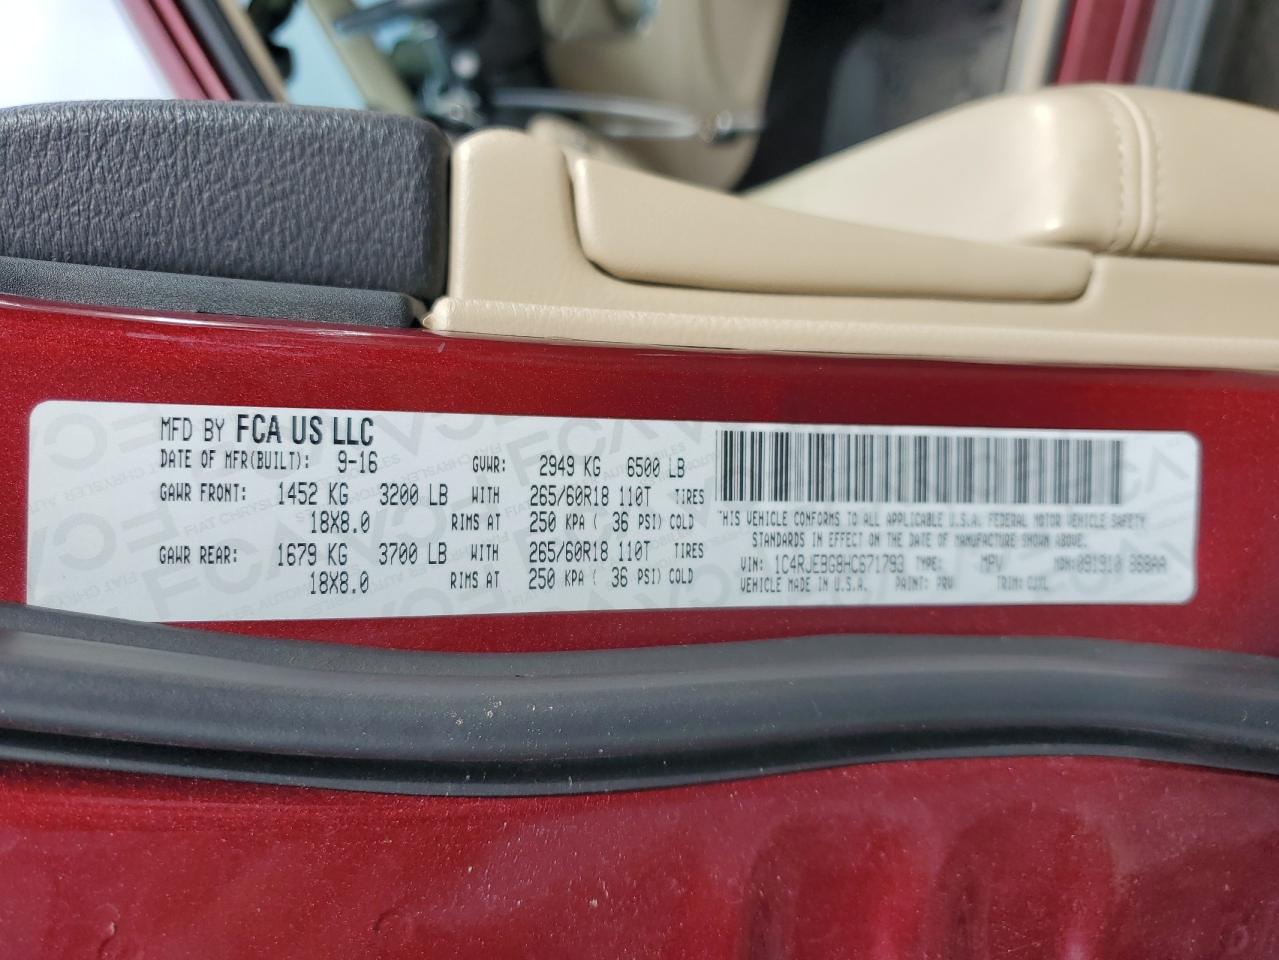 MFD BY FCA US LLC
DATE OF MFR(BUILT): 9-16 GVWR: 2949 KG 6500 LB
GAWR FRONT: 1452 KG 3200 LB WITH 265/60R18 110T TIRES
18X8.0 RIMS AT 250 KPA ( 36 PSI) COLD
GAWR REAR: 1679 KG 3700 LB WITH 265/60R18 110T TIRES
18X8.0 RIMS AT 250 KPA ( 36 PSI) COLD
THIS VEHICLE CONFORMS TO ALL APPLICABLE U.S.A. FEDERAL MOTOR VEHICLE SAFETY
STANDARDS IN EFFECT ON THE DATE OF MANUFACTURE SHOWN ABOVE.
VIN: 1C4RJEBG8HC671793 TYPE: MPV MDH: 091910 868AA
VEHICLE MADE IN U.S.A. PAINT: PRV TRIM: